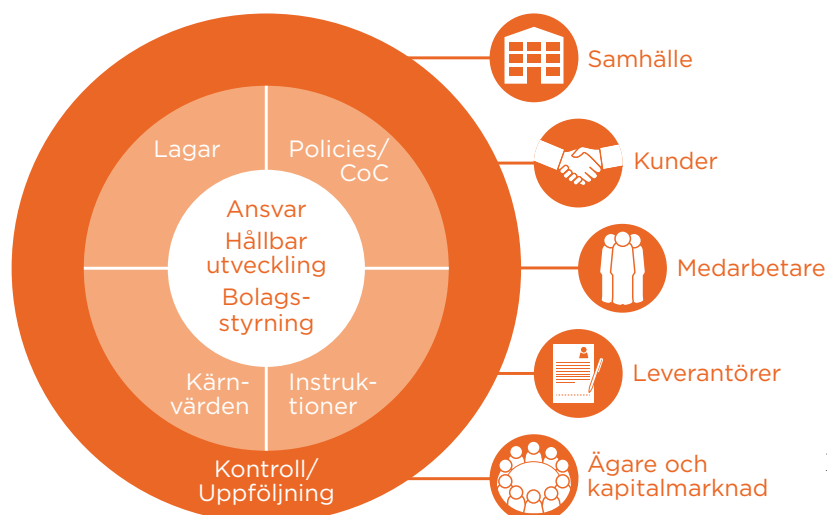 Lagar
Policies/
CoC
Ansvar
Hållbar
utveckling
Bolags-
styrning
Kärn-
värden
Instruk-
tioner
Kontroll/
Uppföljning
Samhälle
Kunder
Medarbetare
Leverantörer
Ägare och
kapitalmarknad